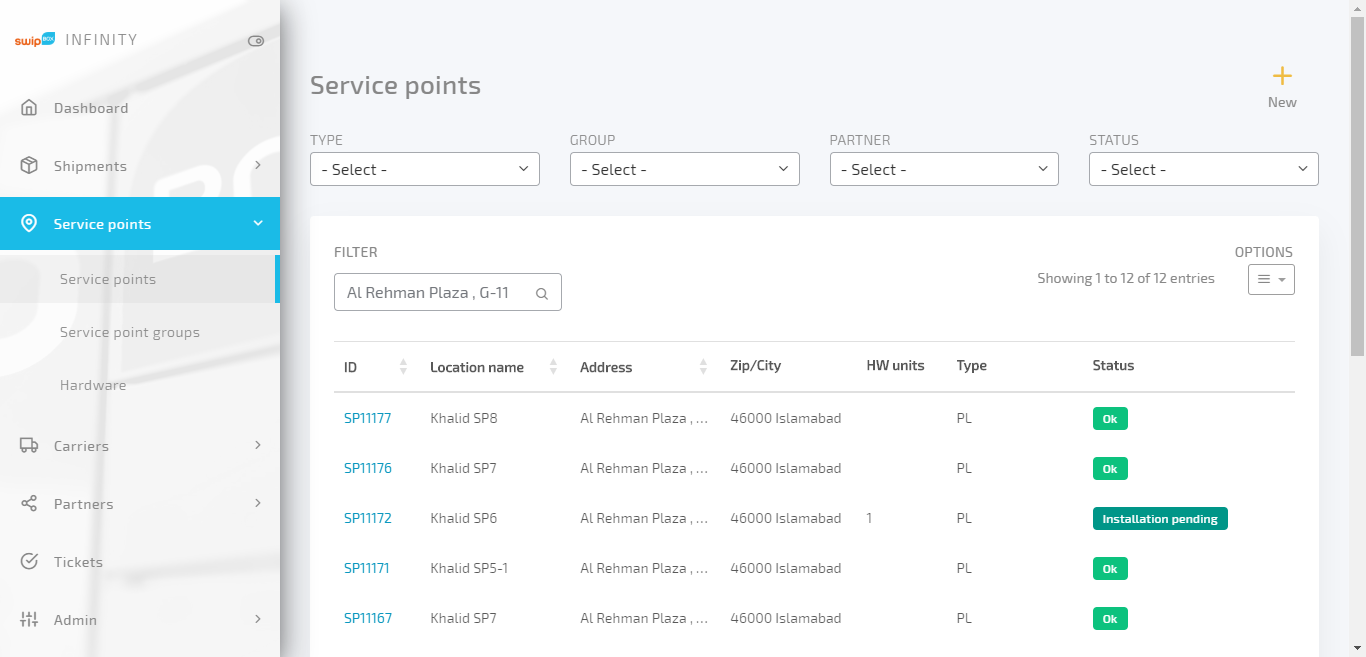 swip BOX INFINITY
Dashboard
Shipments
Service points
Service points
Service point groups
Hardware
Carriers
Partners
Tickets
Admin
Service points
New
TYPE GROUP PARTNER STATUS
- Select - - Select - - Select - - Select -
FILTER OPTIONS
Al Rehman Plaza , G-11 Showing 1 to 12 of 12 entries
ID Location name Address Zip/City HW units Type Status
SP11177 Khalid SP8 Al Rehman Plaza , ... 46000 Islamabad PL Ok
SP11176 Khalid SP7 Al Rehman Plaza , ... 46000 Islamabad PL Ok
SP11172 Khalid SP6 Al Rehman Plaza , ... 46000 Islamabad 1 PL Installation pending
SP11171 Khalid SP5-1 Al Rehman Plaza , ... 46000 Islamabad PL Ok
SP11167 Khalid SP7 Al Rehman Plaza , ... 46000 Islamabad PL Ok